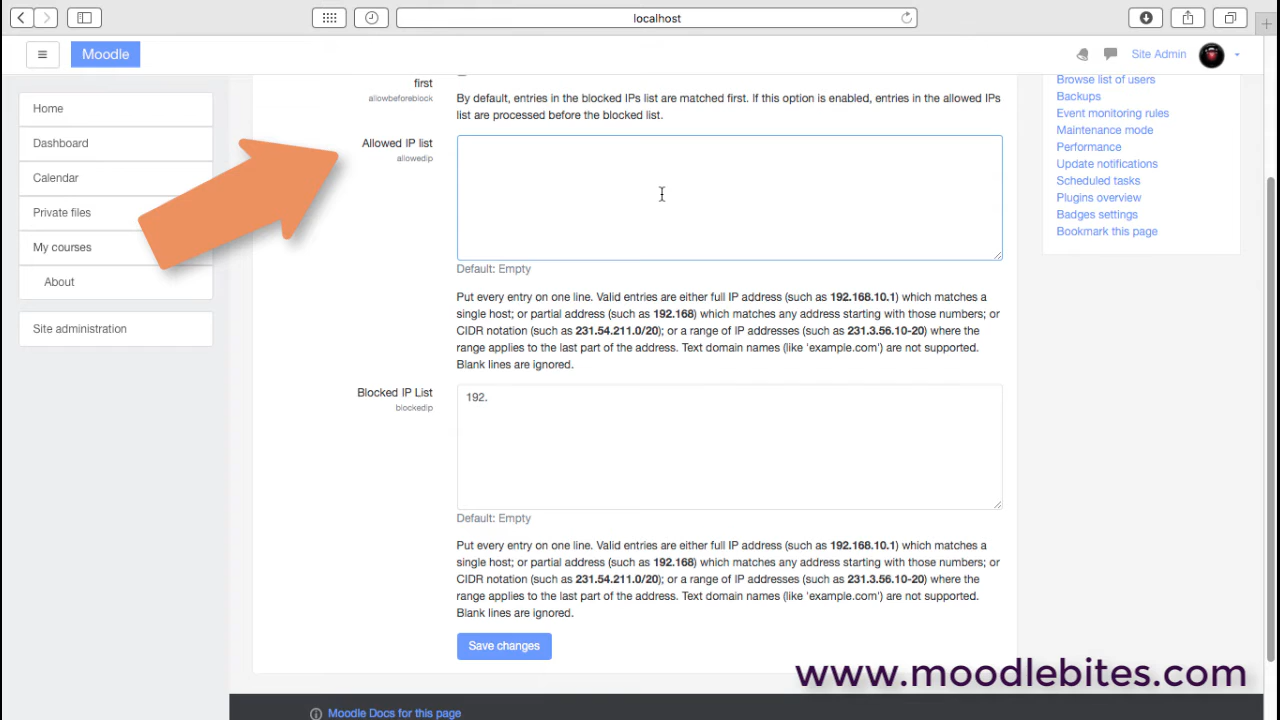 localhost
Moodle
Site Admin
Home
Dashboard
Calendar
Private files
My courses
About
Site administration
first
allowbeforeblock
By default, entries in the blocked IPs list are matched first. If this option is enabled, entries in the allowed IPs
list are processed before the blocked list.
Allowed IP list
allowedip
Default: Empty
Put every entry on one line. Valid entries are either full IP address (such as 192.168.10.1) which matches a
single host; or partial address (such as 192.168) which matches any address starting with those numbers; or
CIDR notation (such as 231.54.211.0/20); or a range of IP addresses (such as 231.3.56.10-20) where the
range applies to the last part of the address. Text domain names (like 'example.com') are not supported.
Blank lines are ignored.
Blocked IP List
blockedip
192.
Default: Empty
Put every entry on one line. Valid entries are either full IP address (such as 192.168.10.1) which matches a
single host; or partial address (such as 192.168) which matches any address starting with those numbers; or
CIDR notation (such as 231.54.211.0/20); or a range of IP addresses (such as 231.3.56.10-20) where the
range applies to the last part of the address. Text domain names (like 'example.com') are not supported.
Blank lines are ignored.
Save changes
Browse list of users
Backups
Event monitoring rules
Maintenance mode
Performance
Update notifications
Scheduled tasks
Plugins overview
Badges settings
Bookmark this page
www.moodlebites.com
Moodle Docs for this page